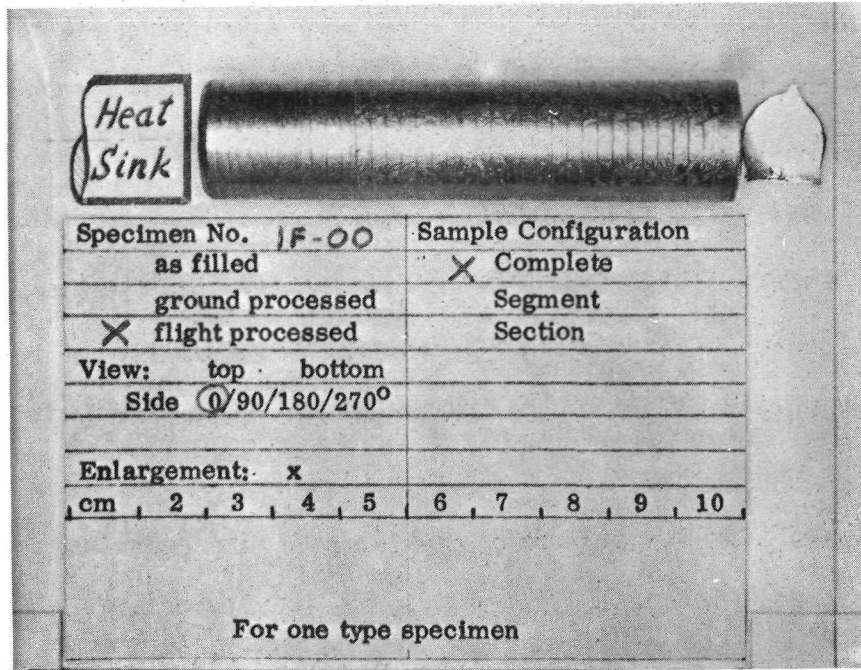 Heat
Sink
Specimen No. IF-00 Sample Configuration
as filled X Complete
ground processed Segment
X flight processed Section
View: top bottom
Side 0/90/180/270°
Enlargement: x
cm 2 3 4 5 6 7 8 9 10
For one type specimen